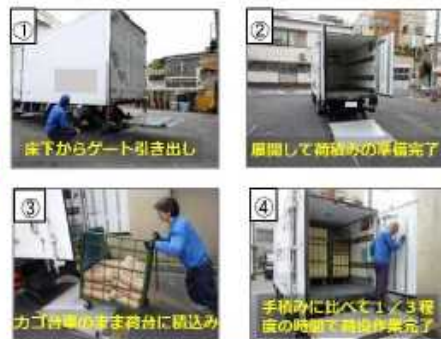 ①
床下からゲート引き出し
②
展開して荷積みの準備完了
③
カゴ台車のまま荷台に積込み
④
手積みに比べて1/3程
度の時間で荷役作業完了